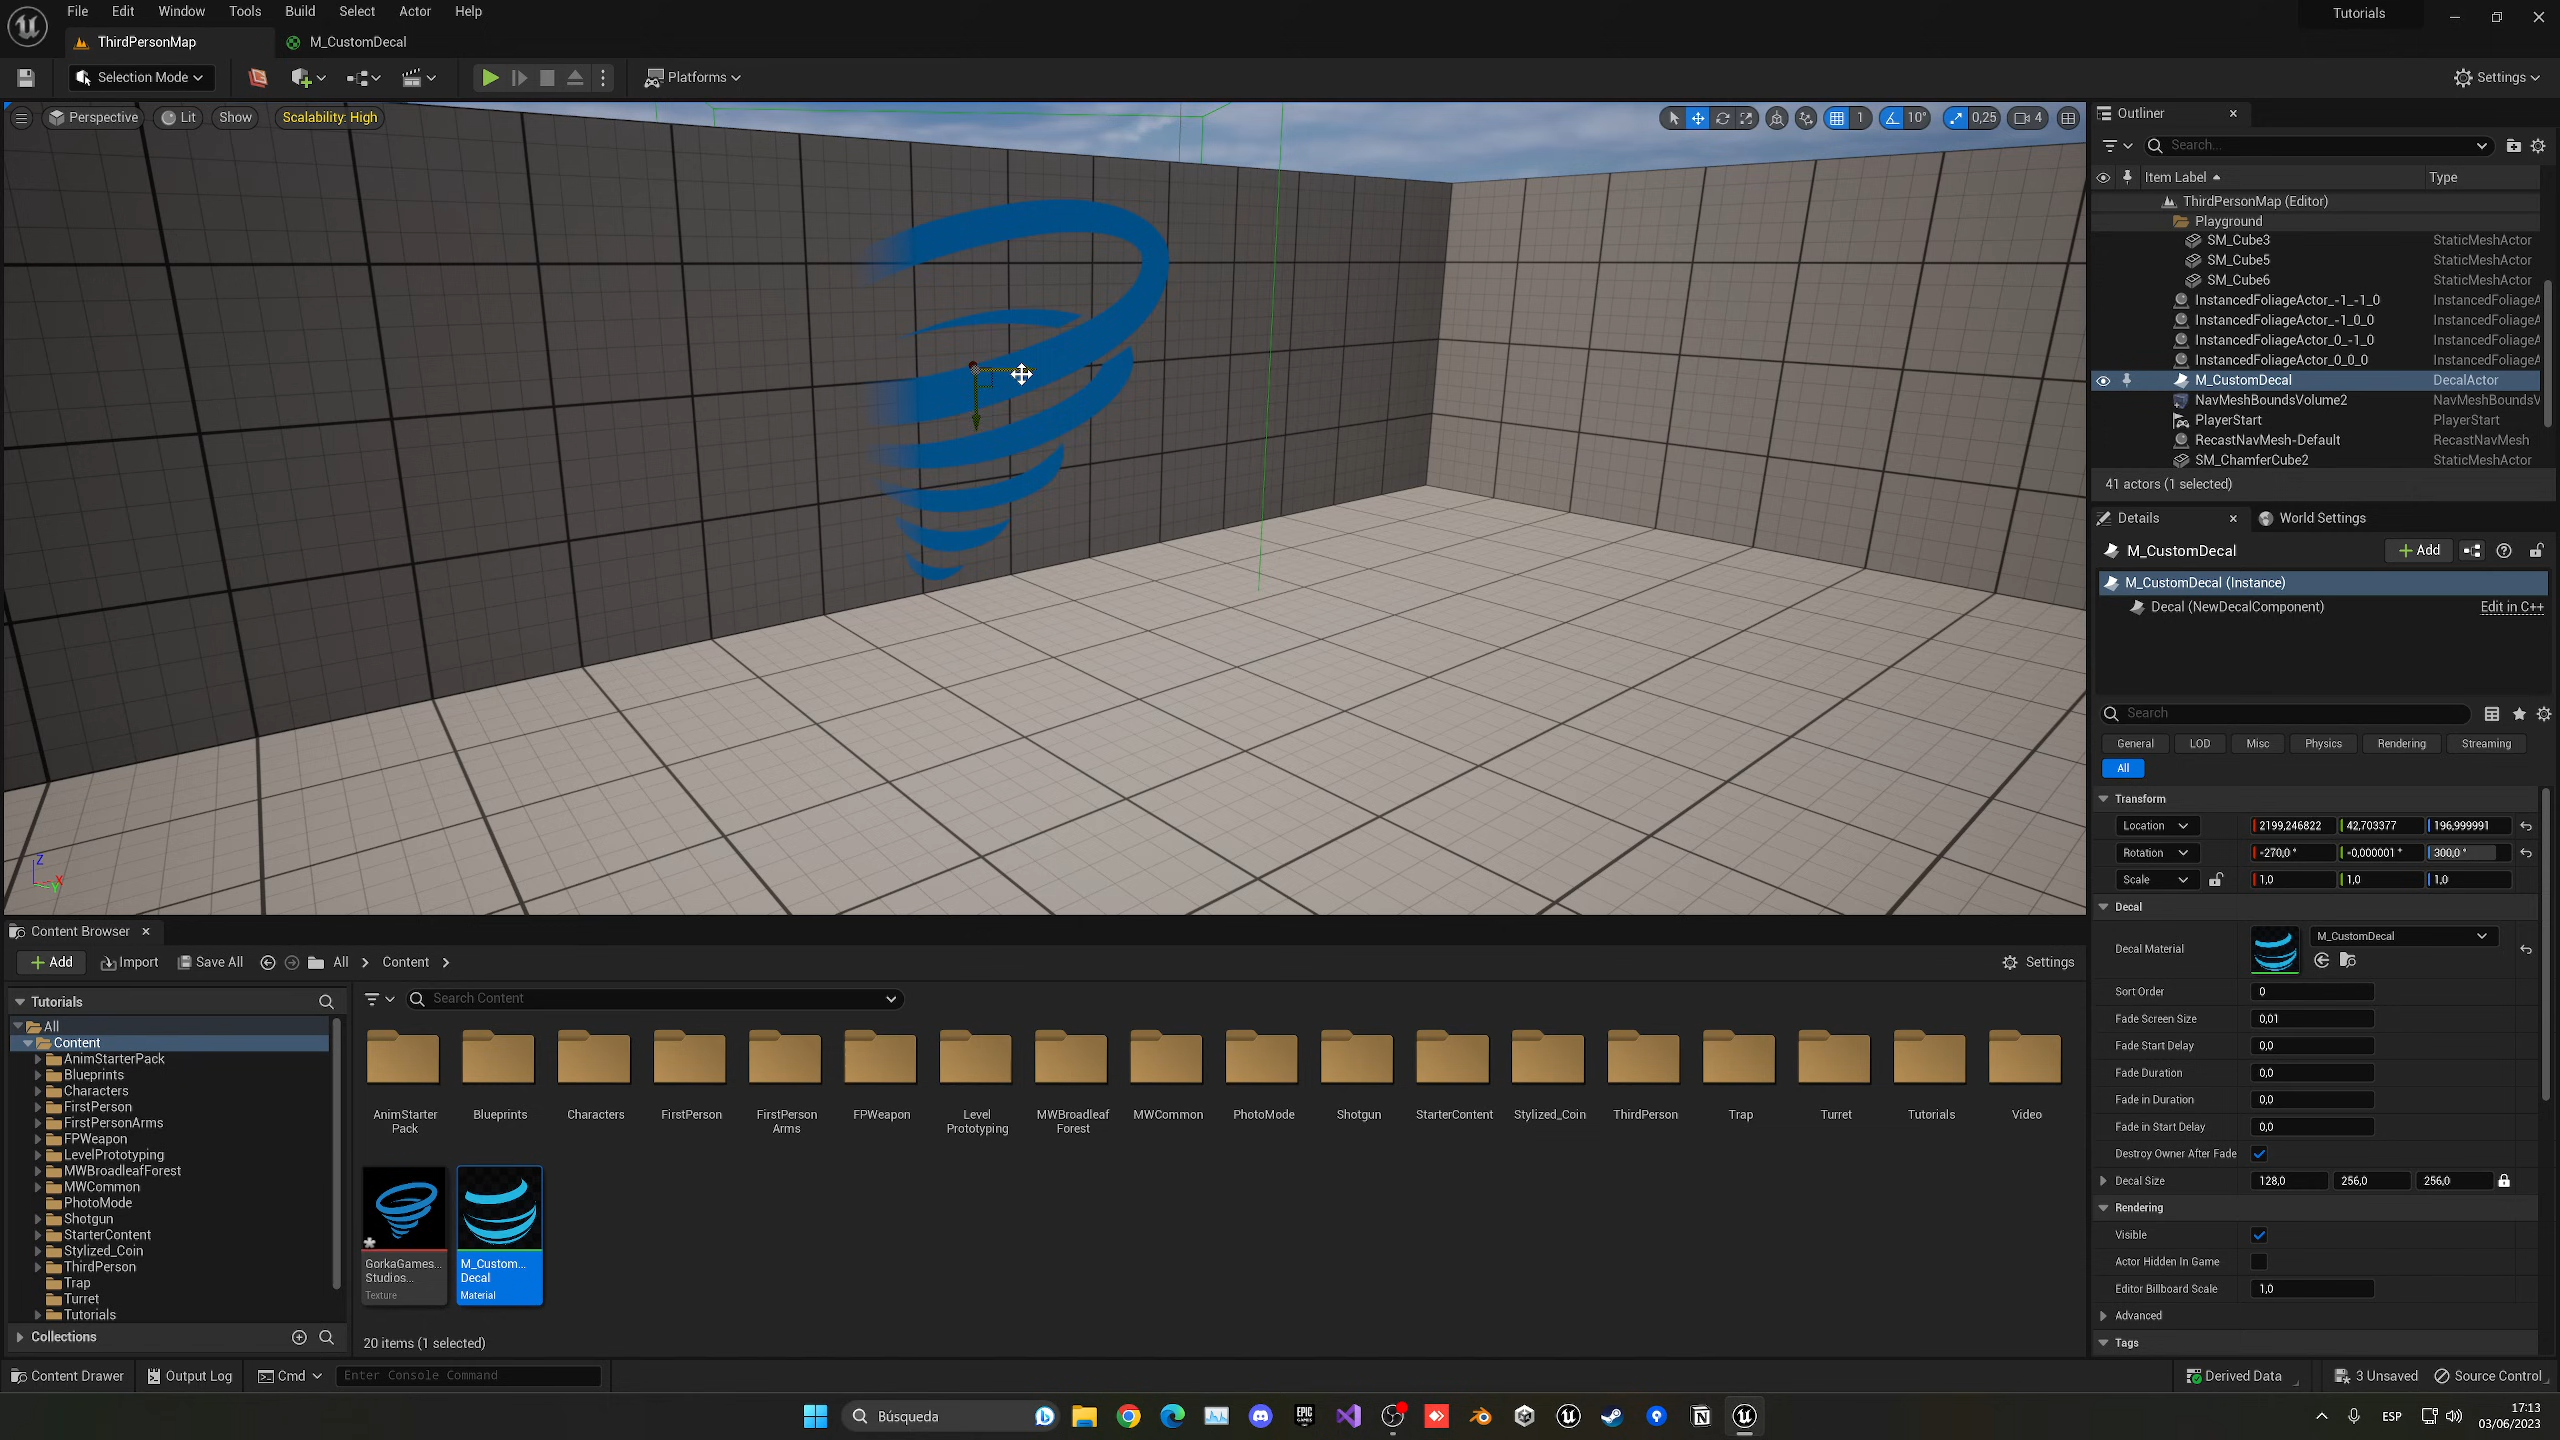 File Edit Window Tools Build Select Actor Help
Tutorials
ThirdPersonMap
M_CustomDecal
Selection Mode
Platforms
Settings
Perspective
Lit
Show
Scalability: High
1
10°
0,25
4
Outliner
Search...
Item Label
Type
ThirdPersonMap (Editor)
Playground
SM_Cube3 StaticMeshActor
SM_Cube5 StaticMeshActor
SM_Cube6 StaticMeshActor
InstancedFoliageActor_-1_-1_0 InstancedFoliageA
InstancedFoliageActor_-1_0_0 InstancedFoliageA
InstancedFoliageActor_0_-1_0 InstancedFoliageA
InstancedFoliageActor_0_0_0 InstancedFoliageA
M_CustomDecal DecalActor
NavMeshBoundsVolume2 NavMeshBoundsV
PlayerStart PlayerStart
RecastNavMesh-Default RecastNavMesh
SM_ChamferCube2 StaticMeshActor
41 actors (1 selected)
Details
World Settings
M_CustomDecal
Add
M_CustomDecal (Instance)
Decal (NewDecalComponent) Edit in C++
Search
General LOD Misc Physics Rendering Streaming
All
Transform
Location 2199,246822 42,703377 196,999991
Rotation -270,0 ° -0,000001 ° 300,0 °
Scale 1,0 1,0 1,0
Decal
Decal Material M_CustomDecal
Sort Order 0
Fade Screen Size 0,01
Fade Start Delay 0,0
Fade Duration 0,0
Fade in Duration 0,0
Fade in Start Delay 0,0
Destroy Owner After Fade
Decal Size 128,0 256,0 256,0
Rendering
Visible
Actor Hidden In Game
Editor Billboard Scale 1,0
Advanced
Tags
Z
X
Y
Content Browser
Add Import Save All All Content Settings
Tutorials
Search Content
All
Content
AnimStarterPack
Blueprints
Characters
FirstPerson
FirstPersonArms
FPWeapon
LevelPrototyping
MWBroadleafForest
MWCommon
PhotoMode
Shotgun
StarterContent
Stylized_Coin
ThirdPerson
Trap
Turret
Tutorials
Collections
AnimStarter Blueprints Characters FirstPerson FirstPerson FPWeapon Level MWBroadleaf MWCommon PhotoMode Shotgun StarterContent Stylized_Coin ThirdPerson Trap Turret Tutorials Video
Pack Arms Prototyping Forest
GorkaGames...
Studios...
Texture
M_Custom...
Decal
Material
20 items (1 selected)
Content Drawer
Output Log
Cmd
Enter Console Command
Derived Data
3 Unsaved
Source Control
Búsqueda
EPIC
GAMES
ESP
17:13
03/06/2023